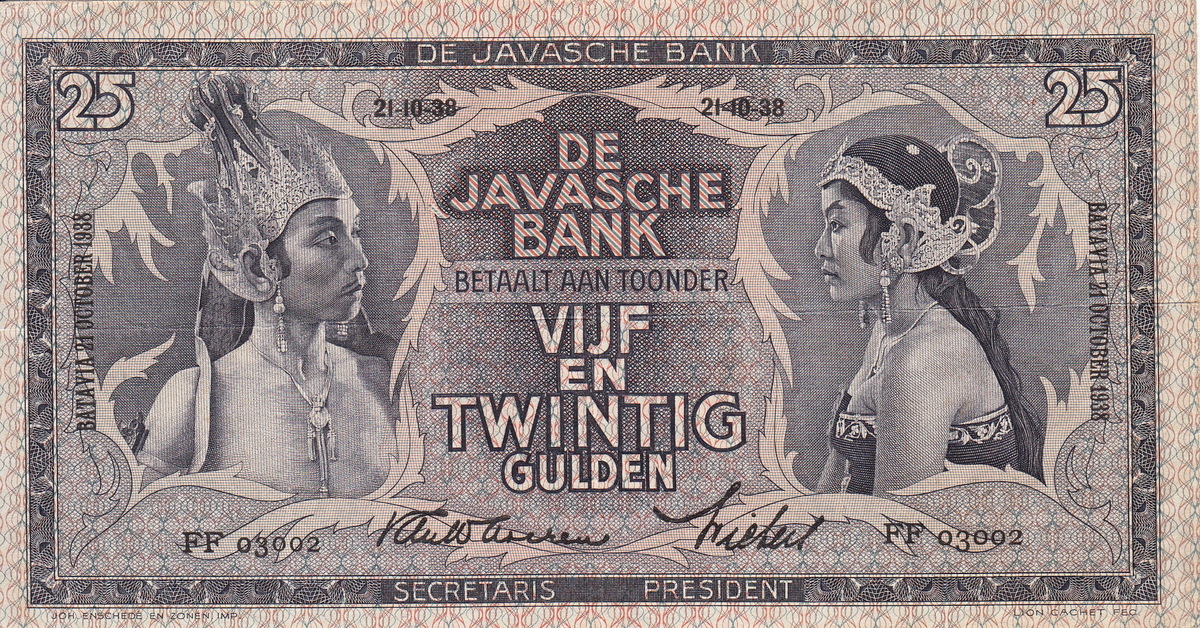 DE JAVASCHE BANK
25
25
21-10-38
21-10-38
DE
JAVASCHE
BANK
BETAALT AAN TOONDER
VIJF
EN
TWINTIG
GULDEN
BATAVIA 21 OCTOBER 1938
BATAVIA 21 OCTOBER 1938
FF 03002
FF 03002
SECRETARIS
PRESIDENT
JOH. ENSCHEDÉ EN ZONEN. IMP.
LION CACHET FEC.